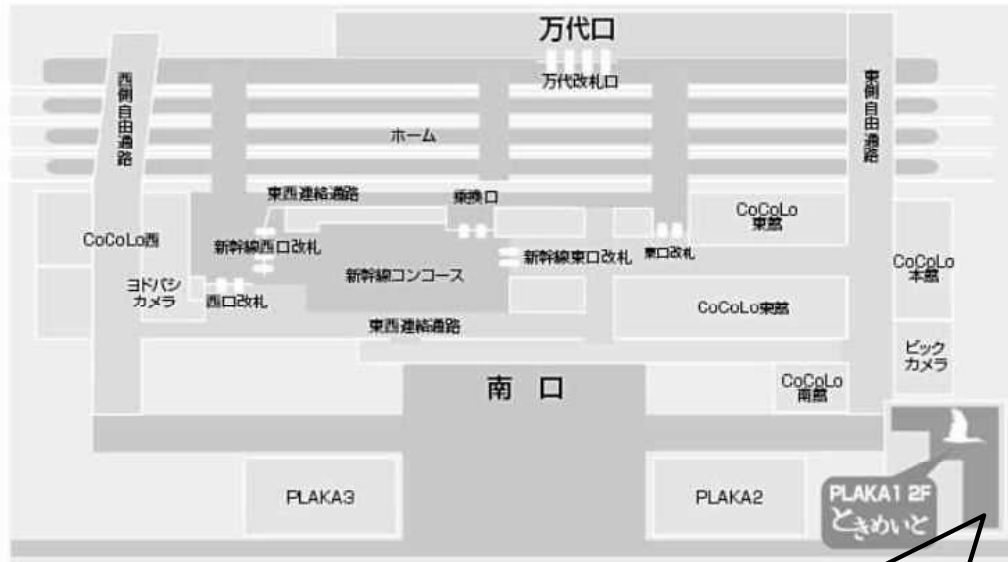 万代口
万代改札口
西側自由通路
東側自由通路
ホーム
東西連絡通路
乗換口
CoCoLo西
新幹線西口改札
新幹線東口改札
東口改札
CoCoLo
東館
CoCoLo
本館
新幹線コンコース
ヨドバシ
カメラ
西口改札
CoCoLo東館
東西連絡通路
ビック
カメラ
南口
CoCoLo
南館
PLAKA3
PLAKA2
PLAKA1 2F
ときめいと